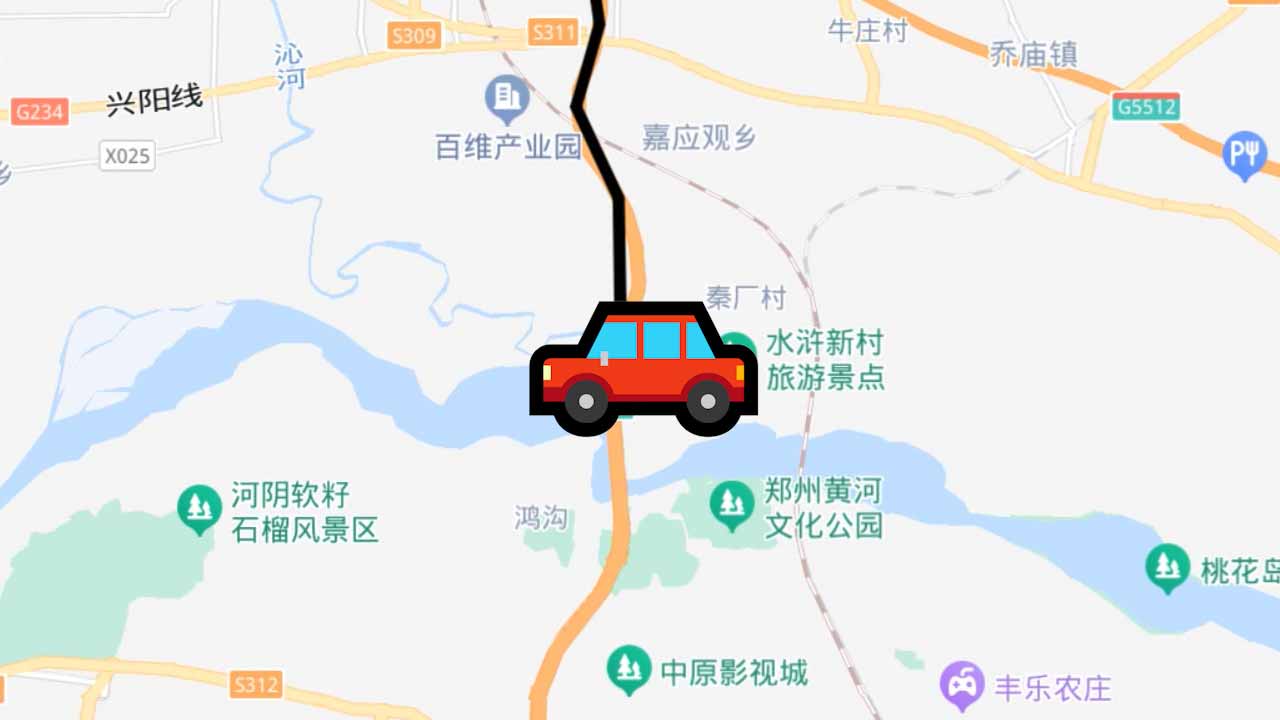 牛庄村
S311
S309
乔庙镇
沁河
G5512
兴阳线
G234
百维产业园
嘉应观乡
X025
P
乡
秦厂村
水浒新村
旅游景点
河阴软籽
石榴风景区
郑州黄河
文化公园
鸿沟
桃花岛
中原影视城
S312
丰乐农庄